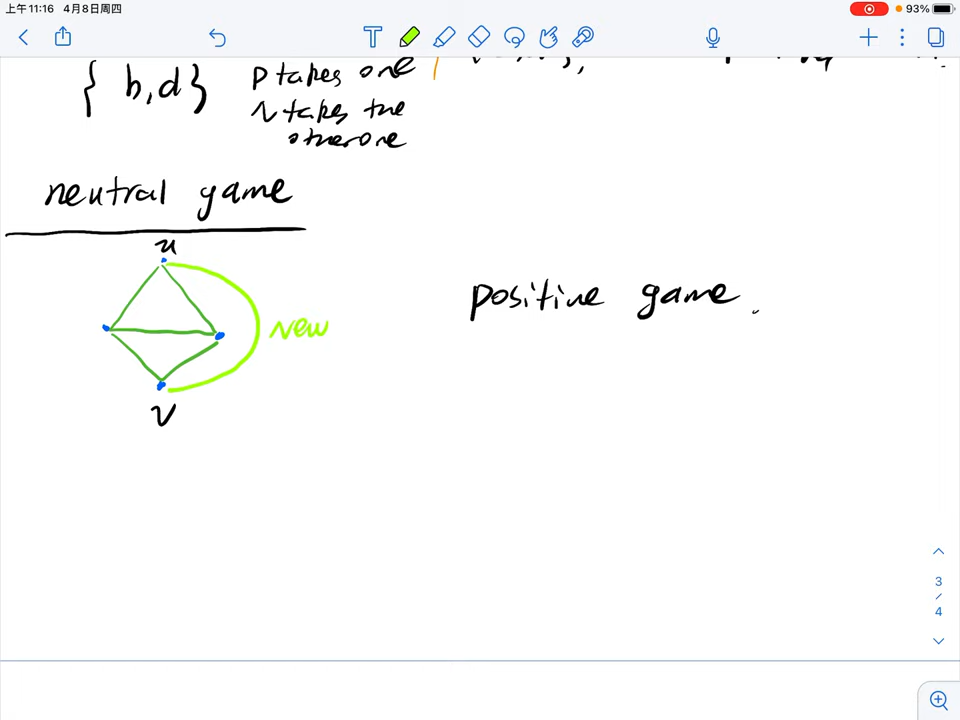 上午11:16 4月8日周四
93%
{ b, d } P takes one
N takes the
other one
neutral game
u
new
v
positive game.
3
/
4